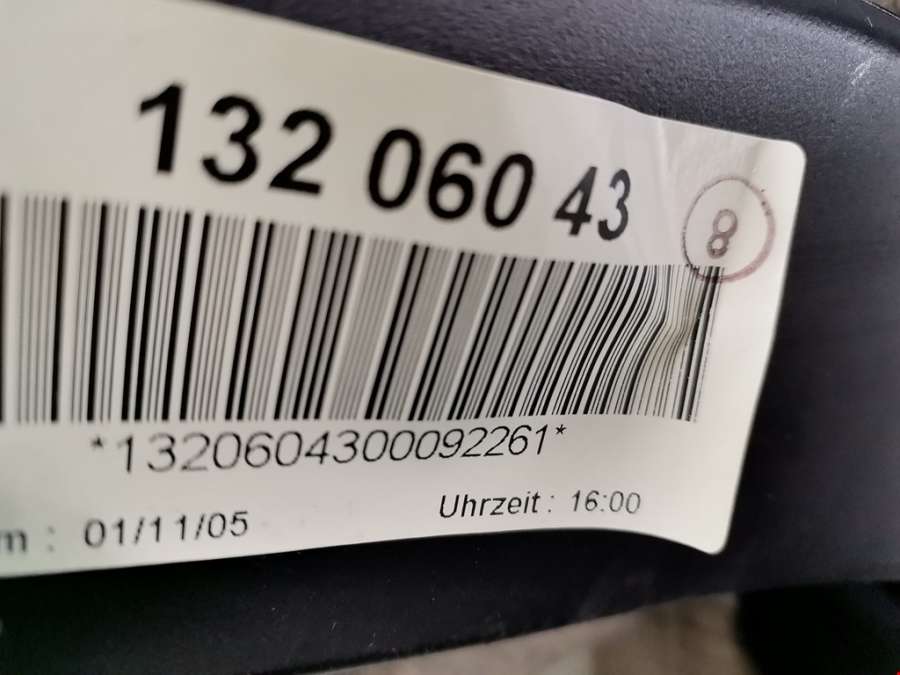 132 060 43
8
*1320604300092261*
m : 01/11/05
Uhrzeit : 16:00